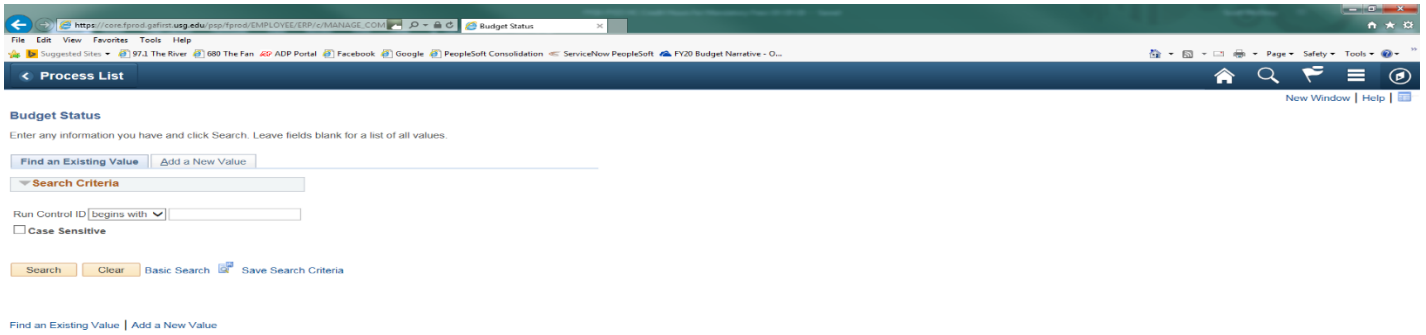 https://core.fprod.gafirst.usg.edu/psp/fprod/EMPLOYEE/ERP/c/MANAGE_COM Budget Status
File Edit View Favorites Tools Help
Suggested Sites 97.1 The River 680 The Fan ADP Portal Facebook Google PeopleSoft Consolidation ServiceNow PeopleSoft FY20 Budget Narrative - O... Page Safety Tools
Process List
New Window | Help |
Budget Status
Enter any information you have and click Search. Leave fields blank for a list of all values.
Find an Existing Value Add a New Value
Search Criteria
Run Control ID begins with
Case Sensitive
Search Clear Basic Search Save Search Criteria
Find an Existing Value | Add a New Value